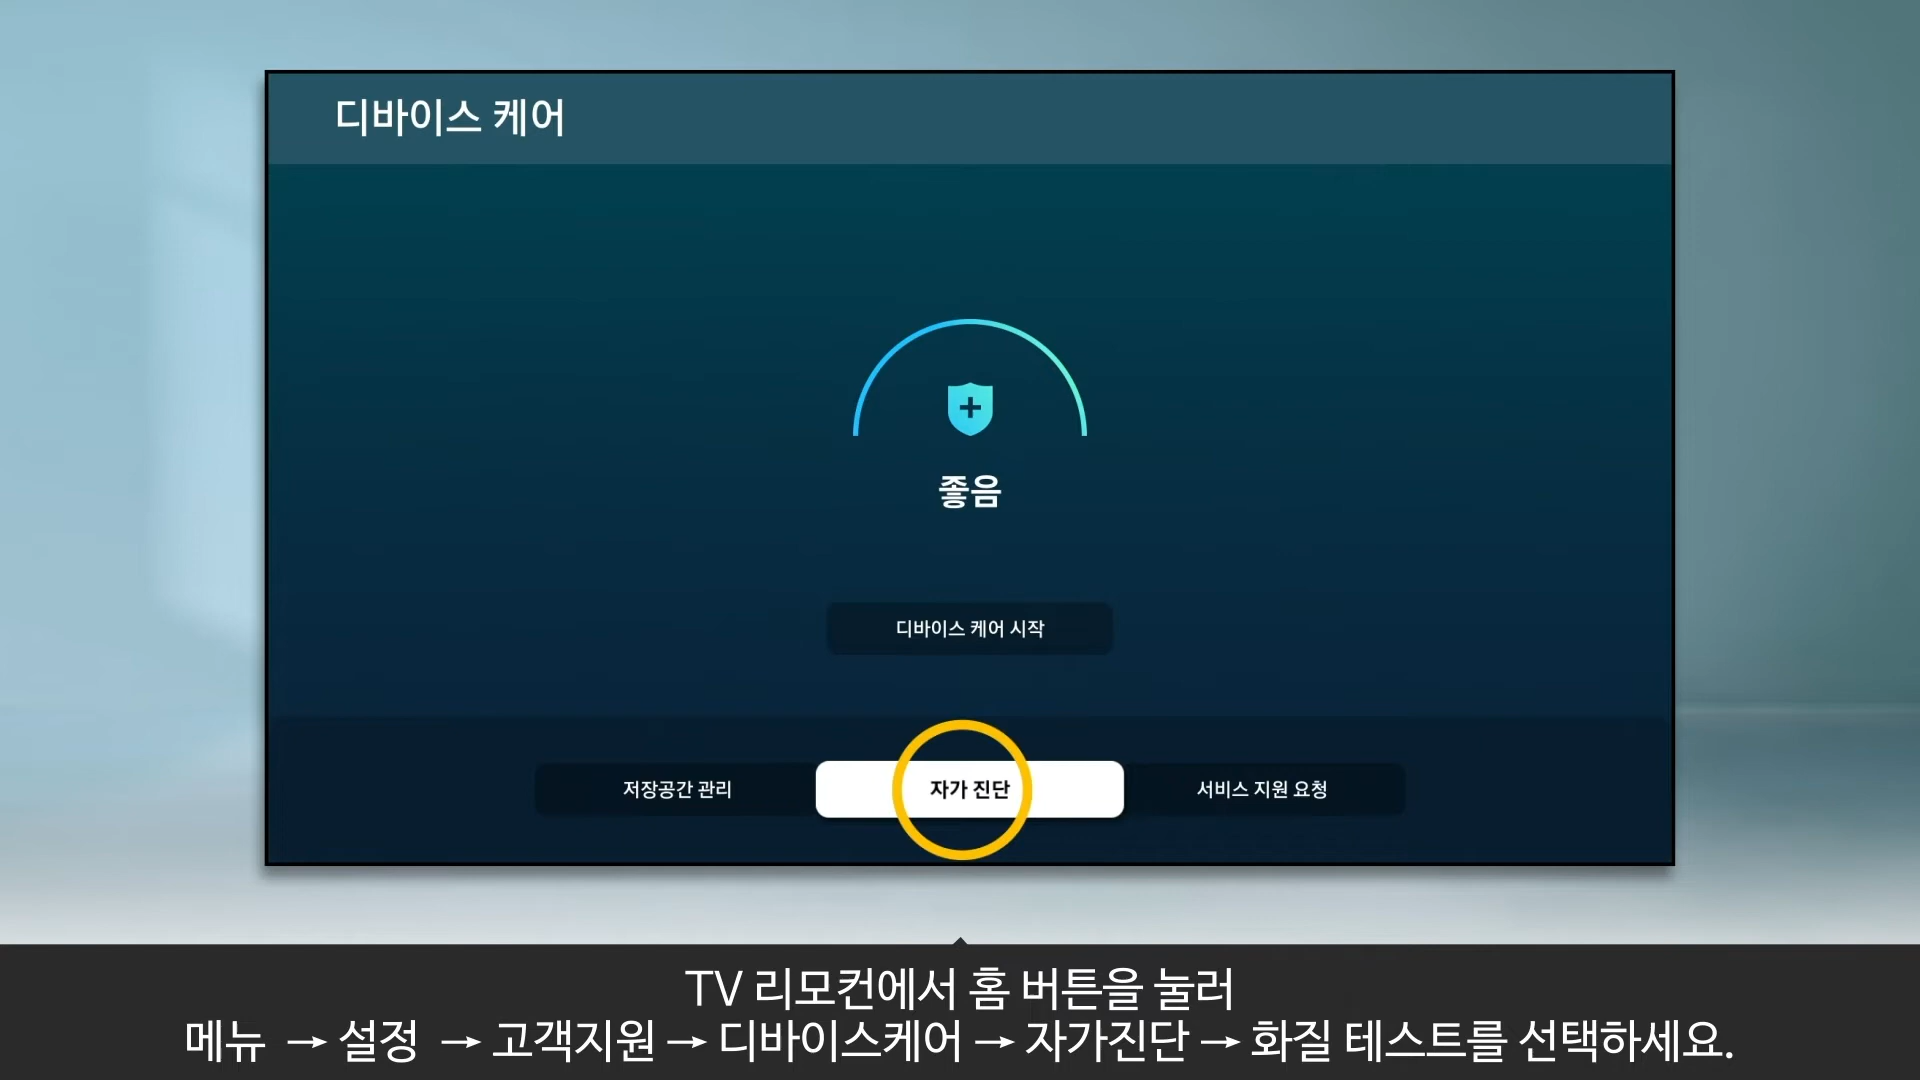 디바이스 케어
좋음
디바이스 케어 시작
저장공간 관리
자가 진단
서비스 지원 요청
TV 리모컨에서 홈 버튼을 눌러
메뉴 → 설정 → 고객지원 → 디바이스케어 → 자가진단 → 화질 테스트를 선택하세요.